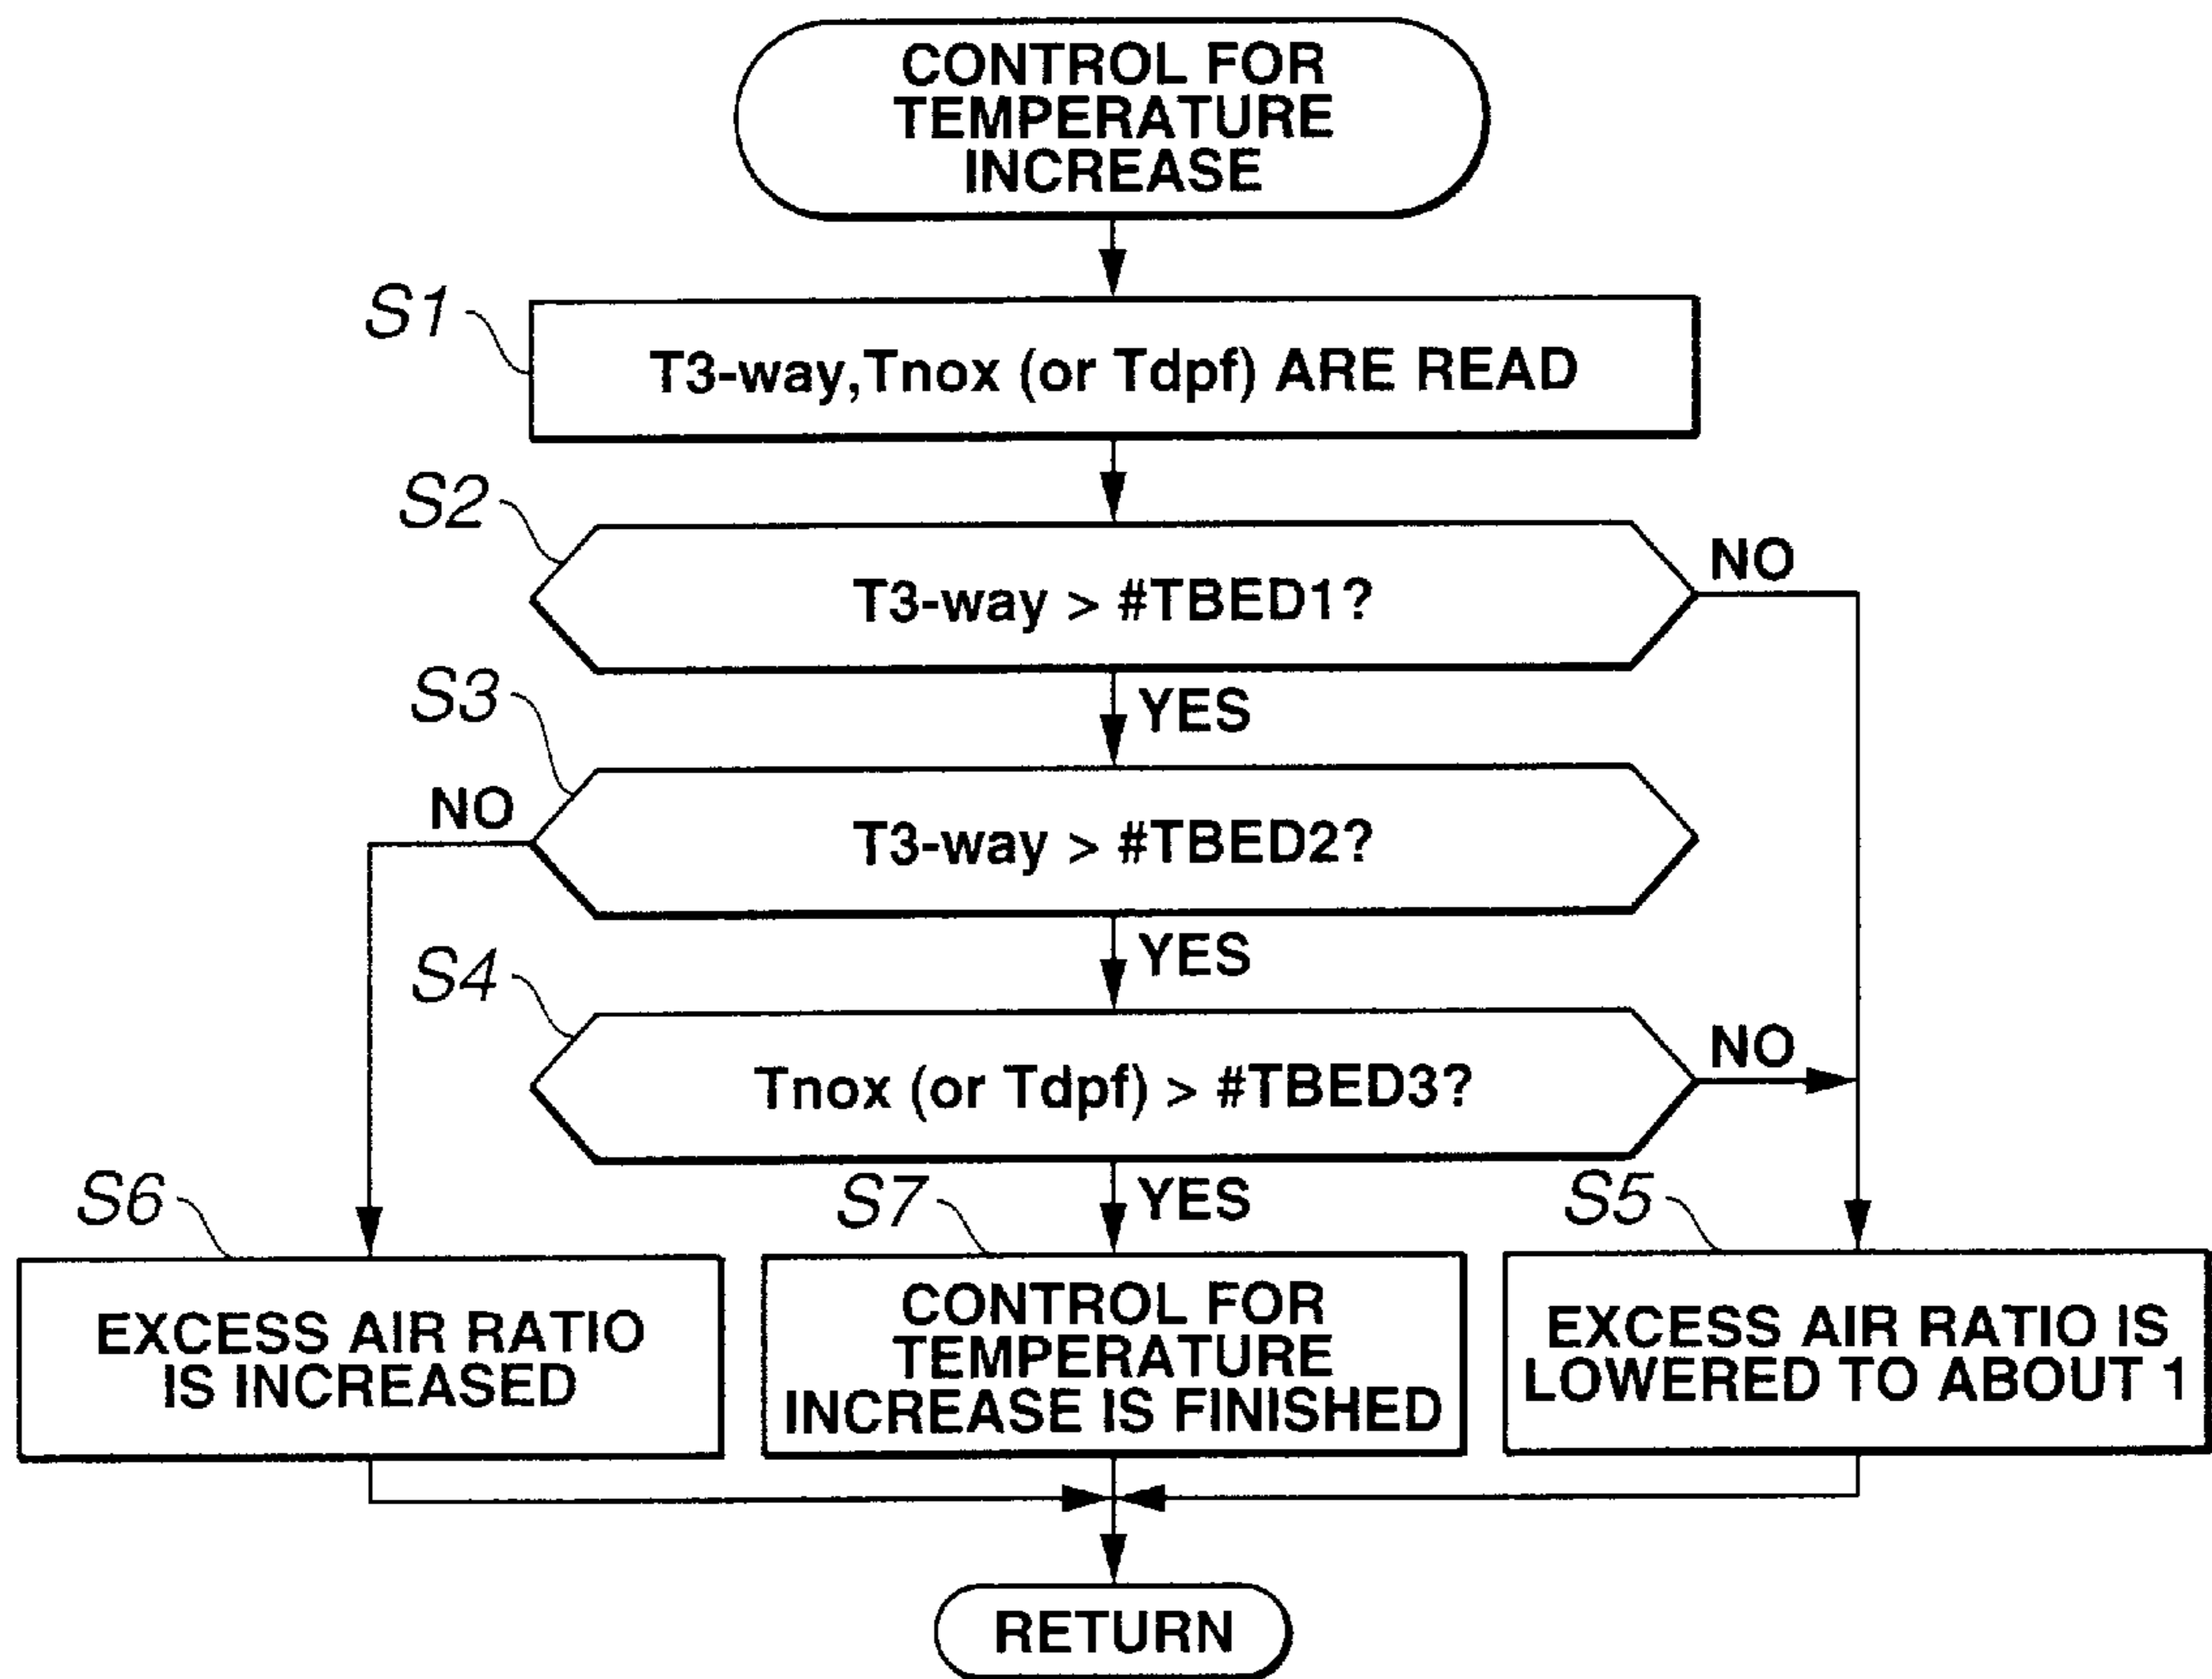 CONTROL FOR
TEMPERATURE
INCREASE
S1
T3-way,Tnox (or Tdpf) ARE READ
S2
T3-way > #TBED1?
NO
YES
S3
NO
T3-way > #TBED2?
YES
S4
Tnox (or Tdpf) > #TBED3?
NO
YES
S6
EXCESS AIR RATIO
IS INCREASED
S7
CONTROL FOR
TEMPERATURE
INCREASE IS FINISHED
S5
EXCESS AIR RATIO IS
LOWERED TO ABOUT 1
RETURN